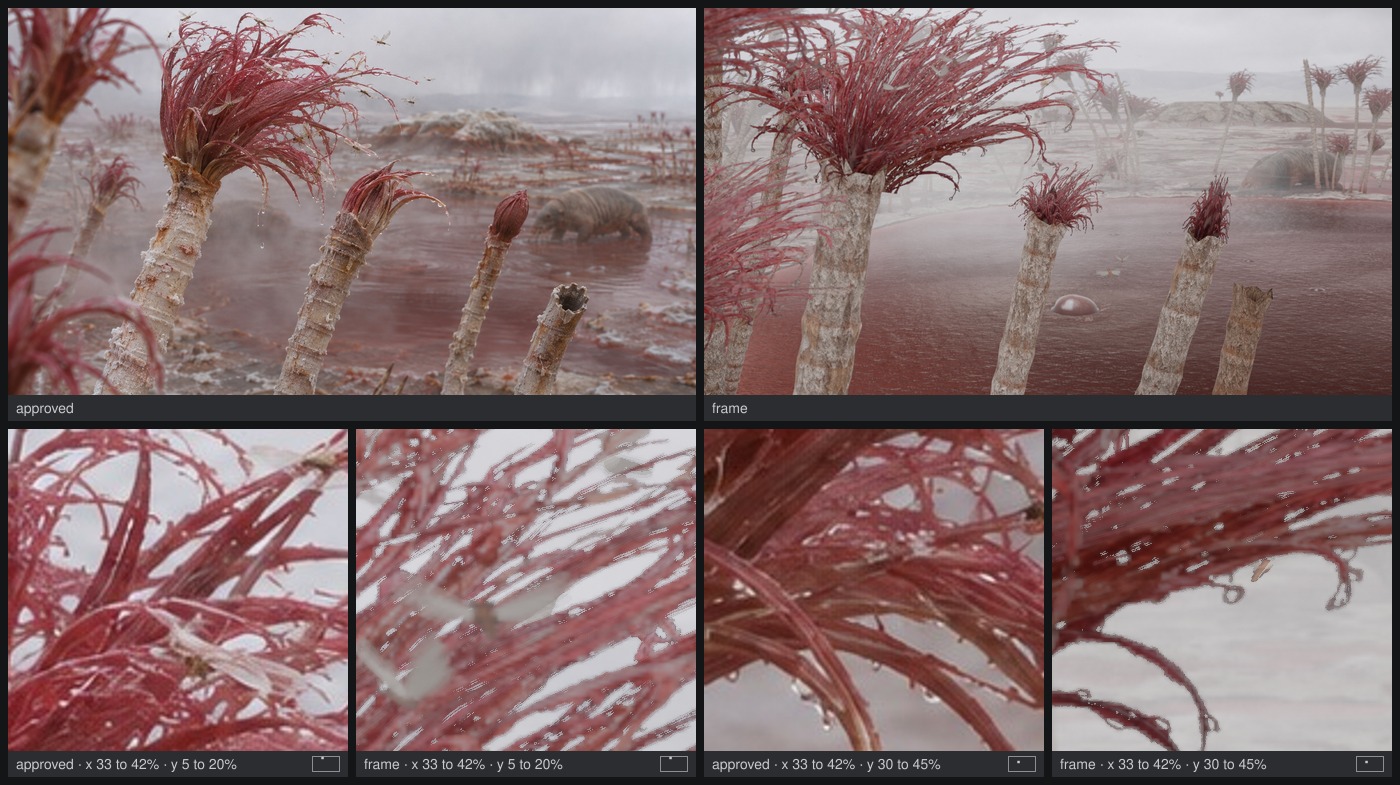 approved
frame
approved · x 33 to 42% · y 5 to 20%
frame · x 33 to 42% · y 5 to 20%
approved · x 33 to 42% · y 30 to 45%
frame · x 33 to 42% · y 30 to 45%